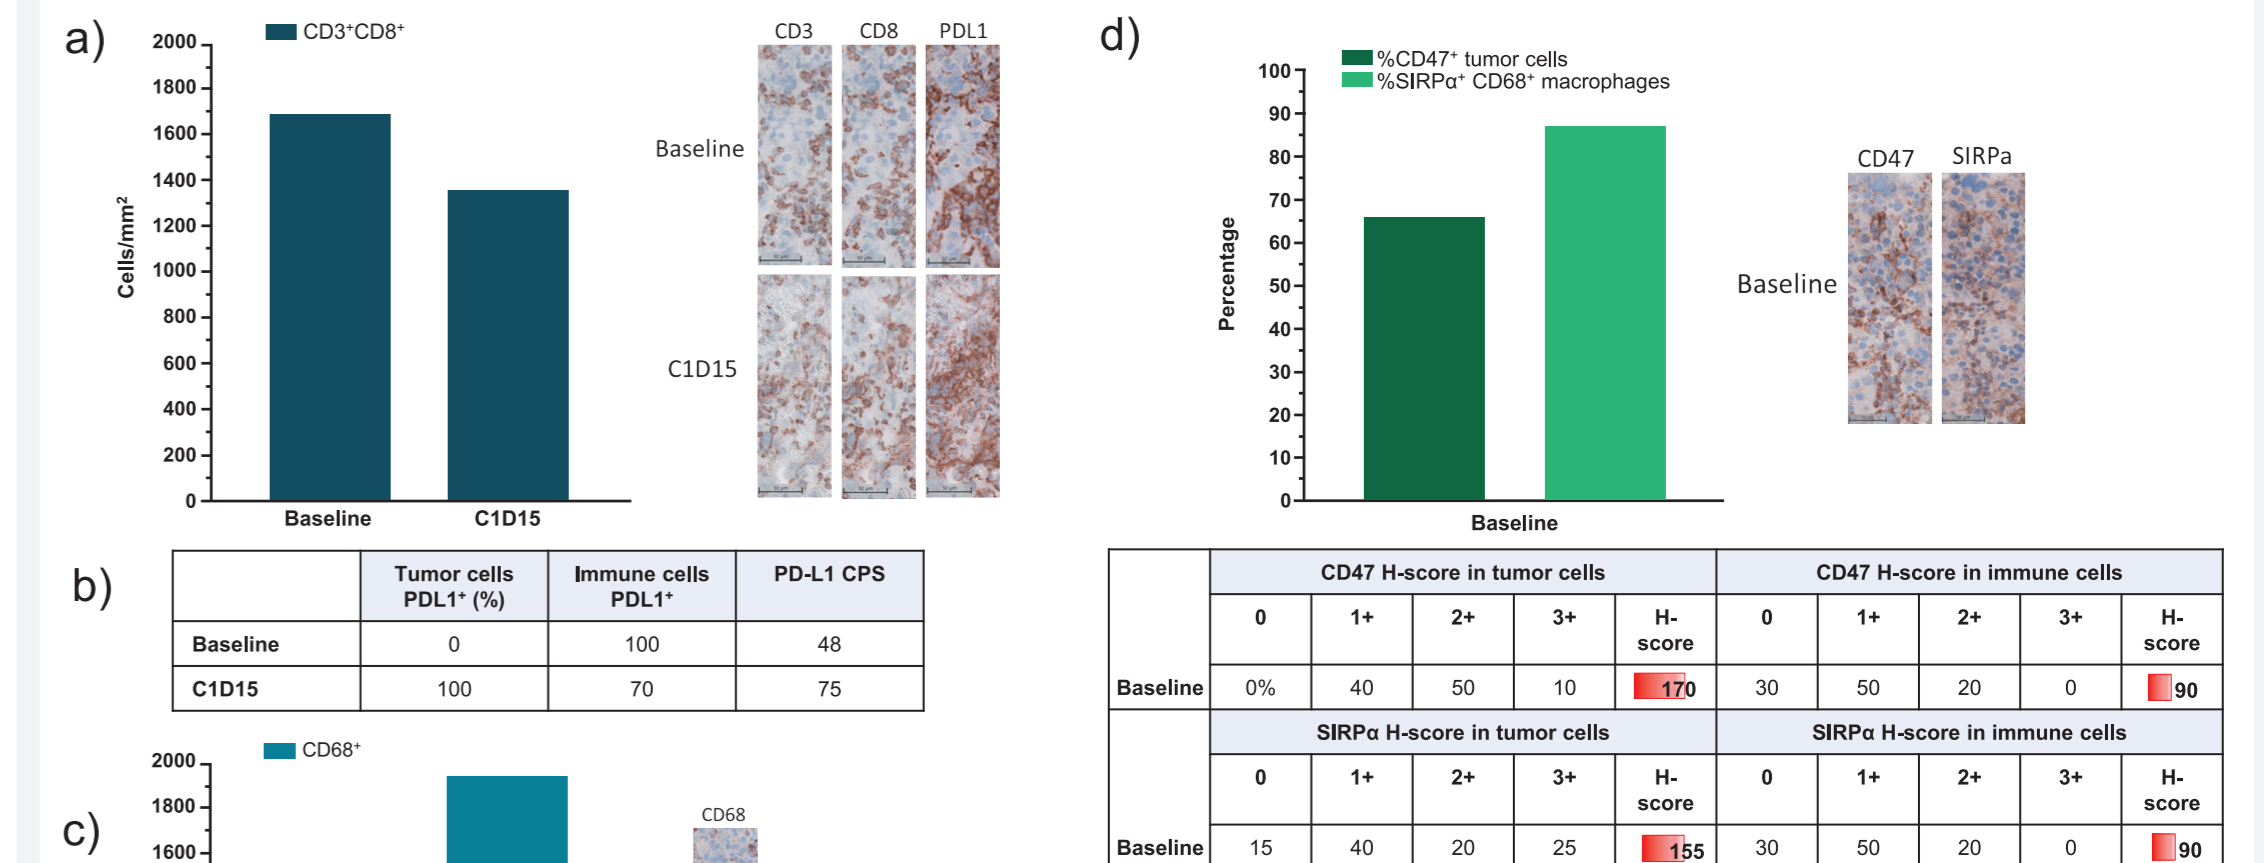 a)
CD3⁺CD8⁺
2000
1800
1600
1400
1200
1000
800
600
400
200
0
Cells/mm²
Baseline
C1D15
CD3 CD8 PDL1
Baseline
C1D15
b)
Tumor cells PDL1⁺ (%)
Immune cells PDL1⁺
PD-L1 CPS
Baseline 0 100 48
C1D15 100 70 75
c)
CD68⁺
2000
1800
1600
CD68
d)
%CD47⁺ tumor cells
%SIRPα⁺ CD68⁺ macrophages
100
90
80
70
60
50
40
30
20
10
0
Percentage
Baseline
CD47 SIRPa
Baseline
CD47 H-score in tumor cells CD47 H-score in immune cells
0 1+ 2+ 3+ H-score 0 1+ 2+ 3+ H-score
Baseline 0% 40 50 10 170 30 50 20 0 90
SIRPα H-score in tumor cells SIRPα H-score in immune cells
0 1+ 2+ 3+ H-score 0 1+ 2+ 3+ H-score
Baseline 15 40 20 25 155 30 50 20 0 90